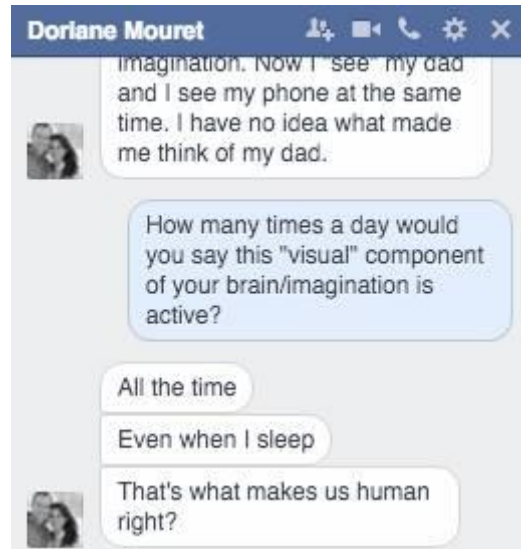 Doriane Mouret
imagination. Now I "see" my dad
and I see my phone at the same
time. I have no idea what made
me think of my dad.
How many times a day would
you say this "visual" component
of your brain/imagination is
active?
All the time
Even when I sleep
That's what makes us human
right?